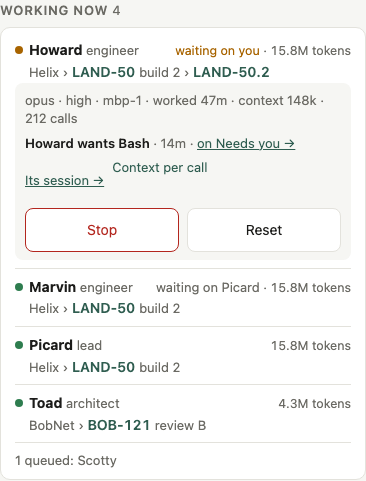 WORKING NOW 4
Howard engineer waiting on you · 15.8M tokens
Helix › LAND-50 build 2 › LAND-50.2
opus · high · mbp-1 · worked 47m · context 148k ·
212 calls
Howard wants Bash · 14m · on Needs you →
Context per call
Its session →
Stop Reset
Marvin engineer waiting on Picard · 15.8M tokens
Helix › LAND-50 build 2
Picard lead 15.8M tokens
Helix › LAND-50 build 2
Toad architect 4.3M tokens
BobNet › BOB-121 review B
1 queued: Scotty